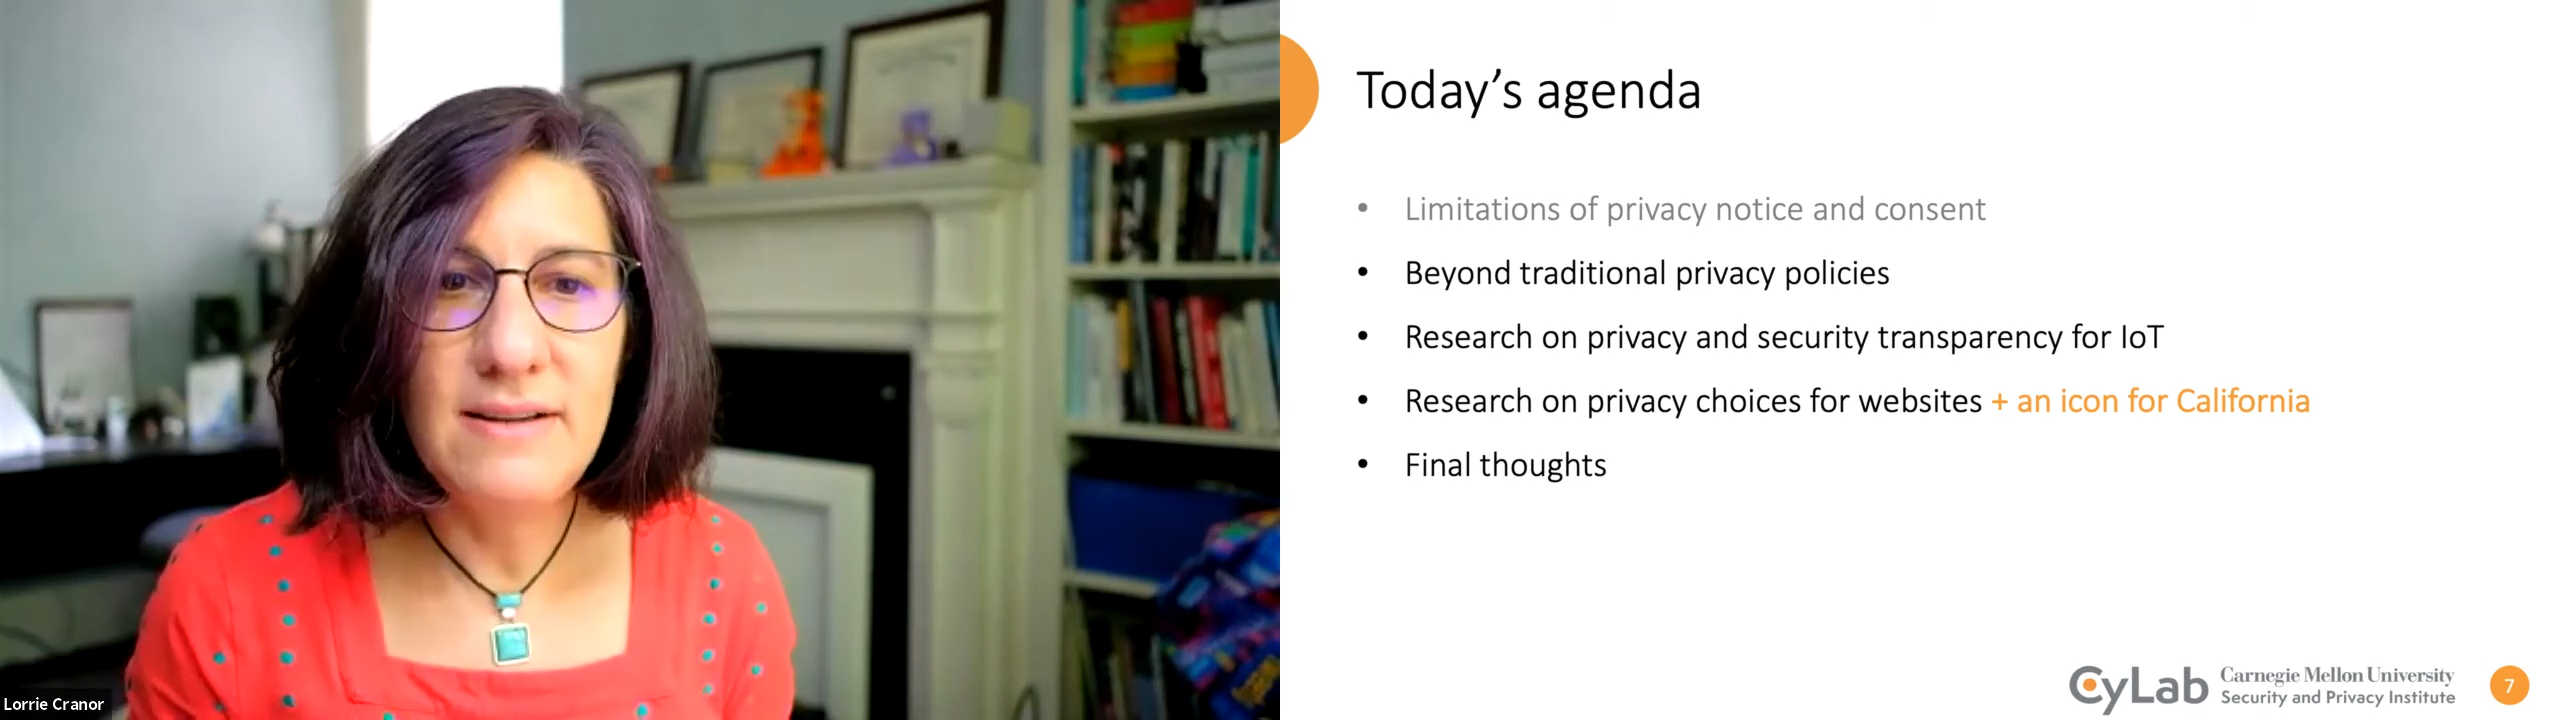 Lorrie Cranor
Today’s agenda
• Limitations of privacy notice and consent
• Beyond traditional privacy policies
• Research on privacy and security transparency for IoT
• Research on privacy choices for websites + an icon for California
• Final thoughts
CyLab
Carnegie Mellon University
Security and Privacy Institute
7